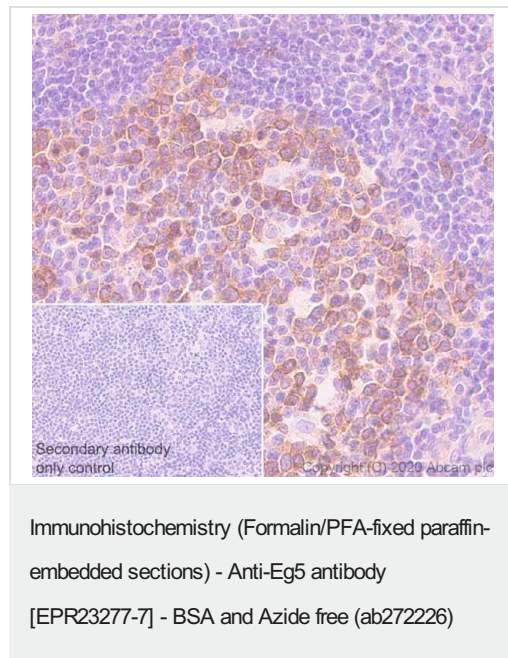 Secondary antibody
only control
Copyright (C) 2020 Abcam plc
Immunohistochemistry (Formalin/PFA-fixed paraffin-
embedded sections) - Anti-Eg5 antibody
[EPR23277-7] - BSA and Azide free (ab272226)